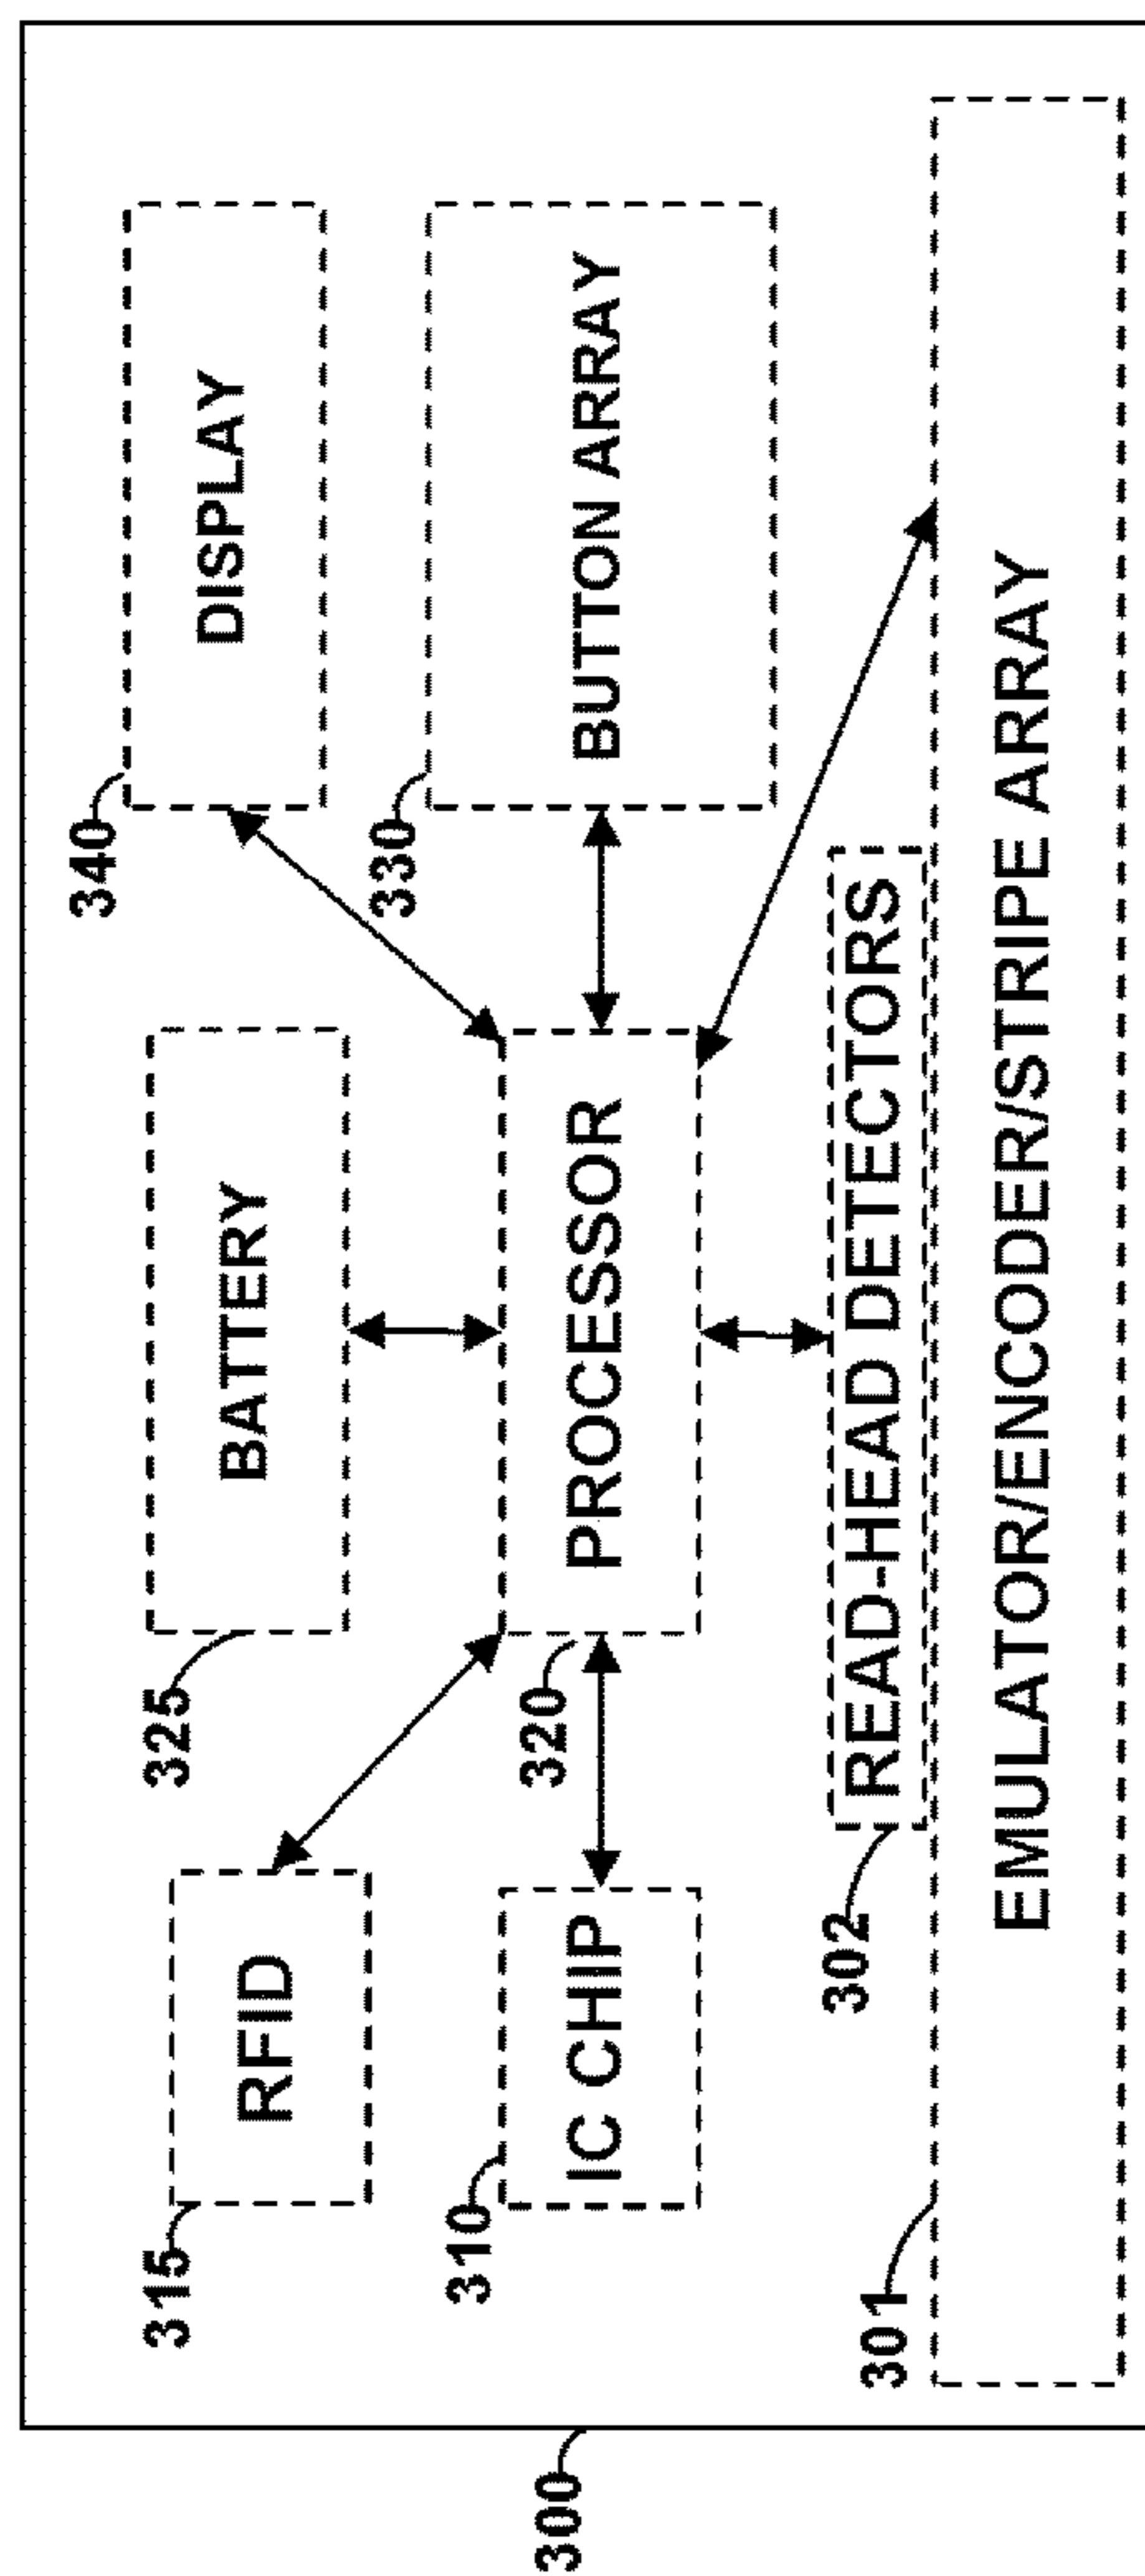 340
DISPLAY
325
BATTERY
315
RFID
330
BUTTON ARRAY
320
PROCESSOR
310
IC CHIP
302
READ-HEAD DETECTORS
301
EMULATOR/ENCODER/STRIPE ARRAY
300